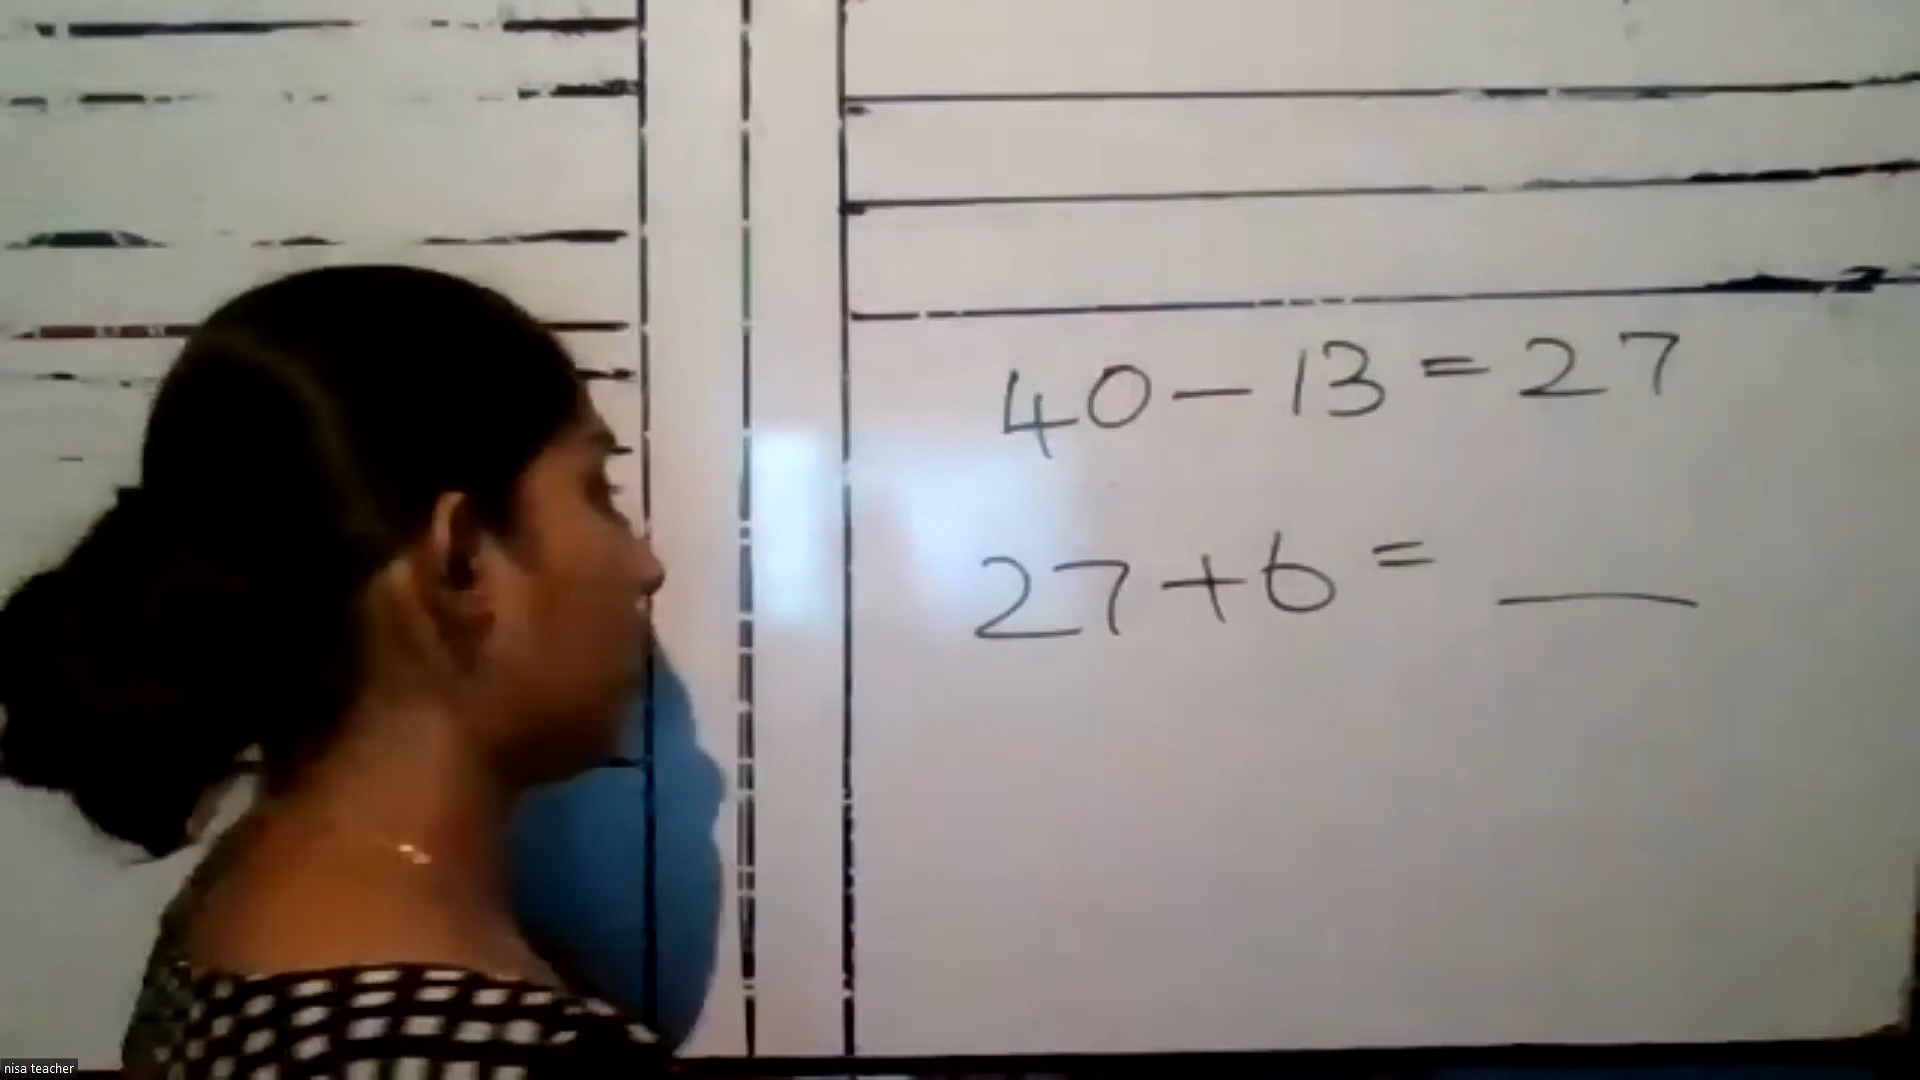 40 - 13 = 27
27 + 6 = __
nisa teacher